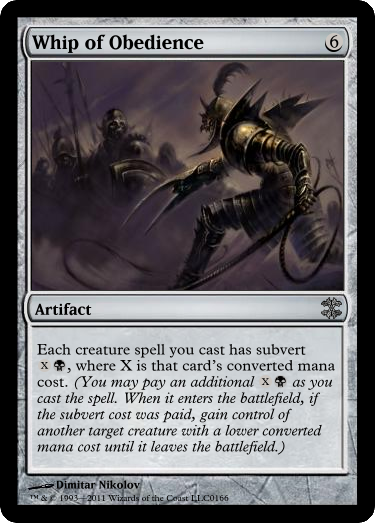 Whip of Obedience 6
Artifact
Each creature spell you cast has subvert
X , where X is that card's converted mana
cost. (You may pay an additional X as you
cast the spell. When it enters the battlefield, if
the subvert cost was paid, gain control of
another target creature with a lower converted
mana cost until it leaves the battlefield.)
Dimitar Nikolov
™ & © 1993–2011 Wizards of the Coast LLC0166